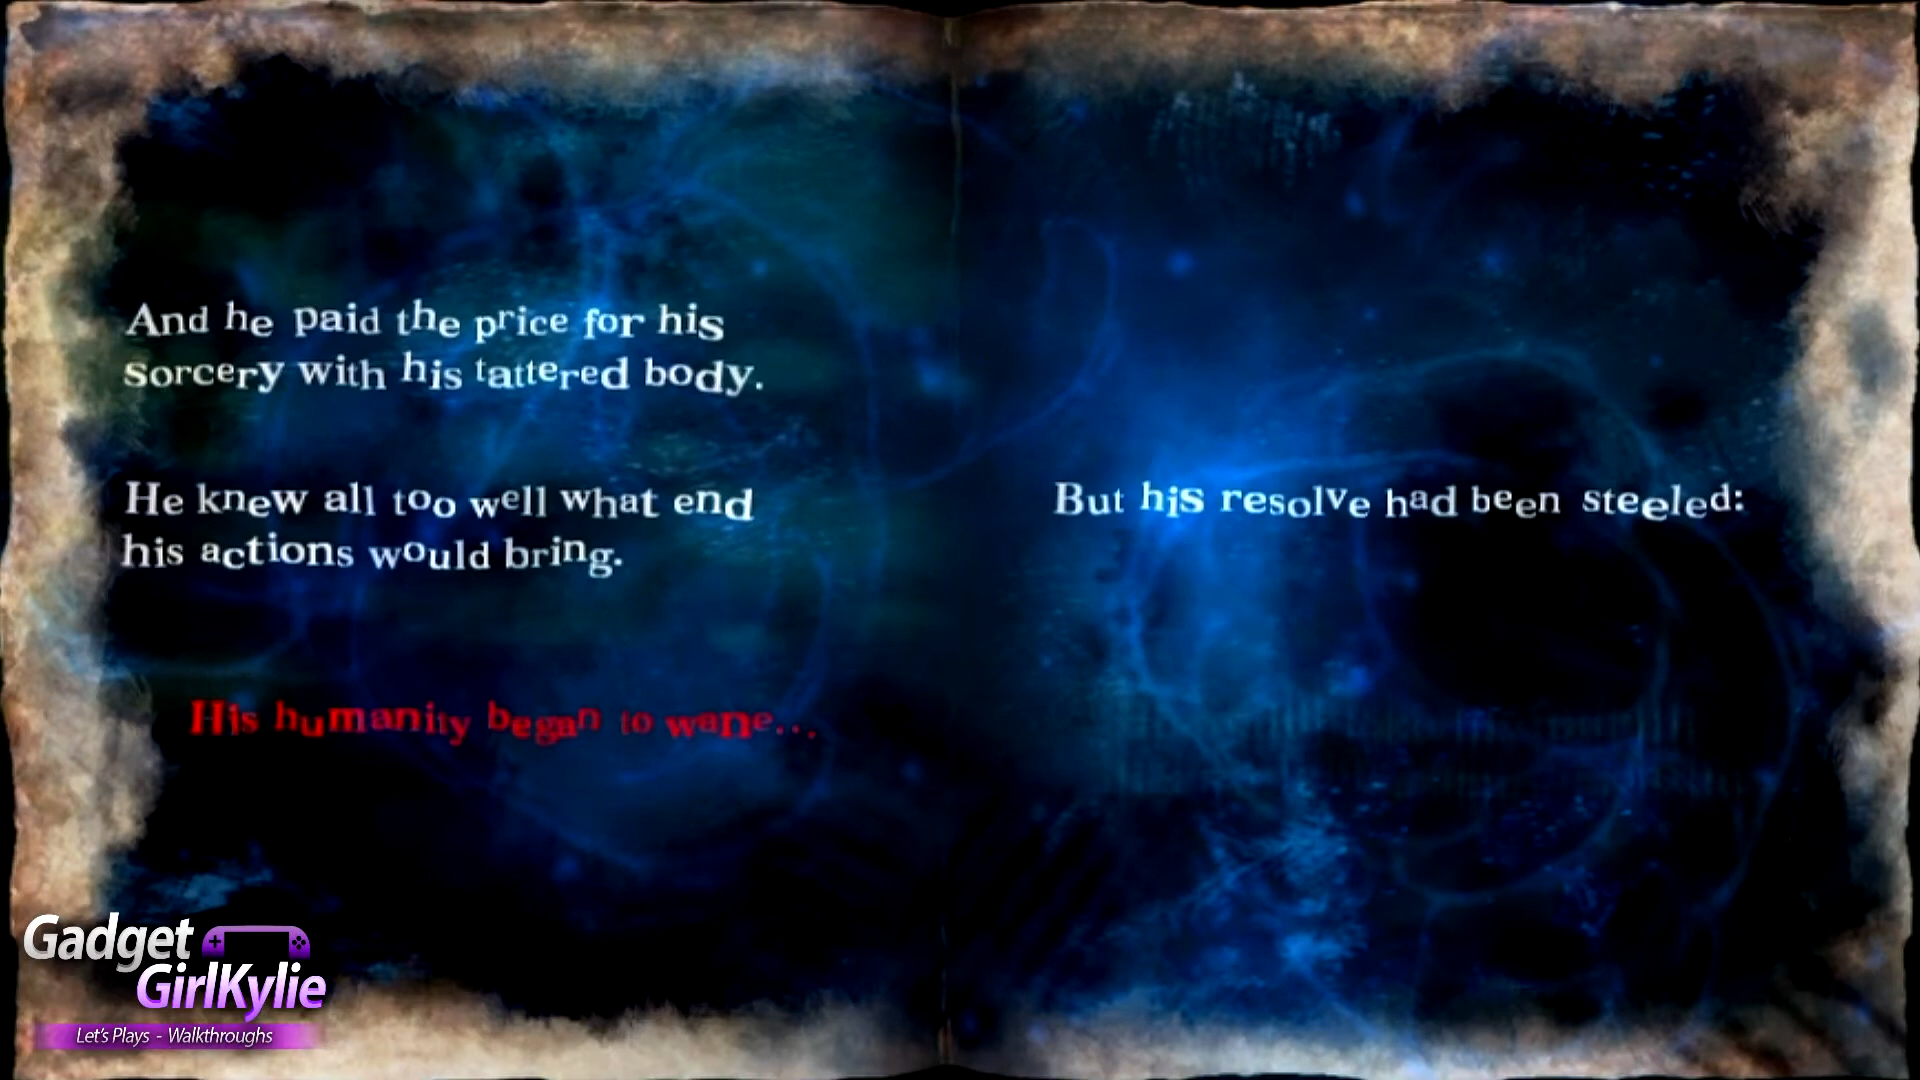 And he paid the price for his
sorcery with his tattered body.
He knew all too well what end
his actions would bring.
His humanity began to wane...
But his resolve had been steeled:
Gadget
GirlKylie
Let's Plays - Walkthroughs